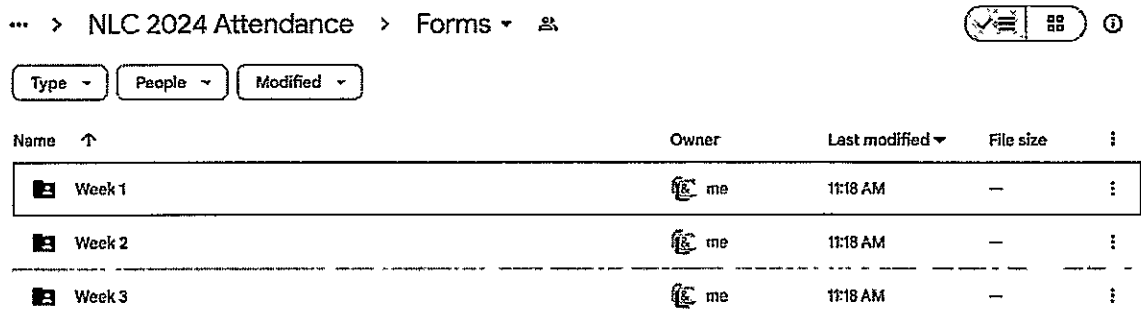 ... > NLC 2024 Attendance > Forms
Type People Modified
Name ↑ Owner Last modified File size
Week 1 me 11:18 AM —
Week 2 me 11:18 AM —
Week 3 me 11:18 AM —